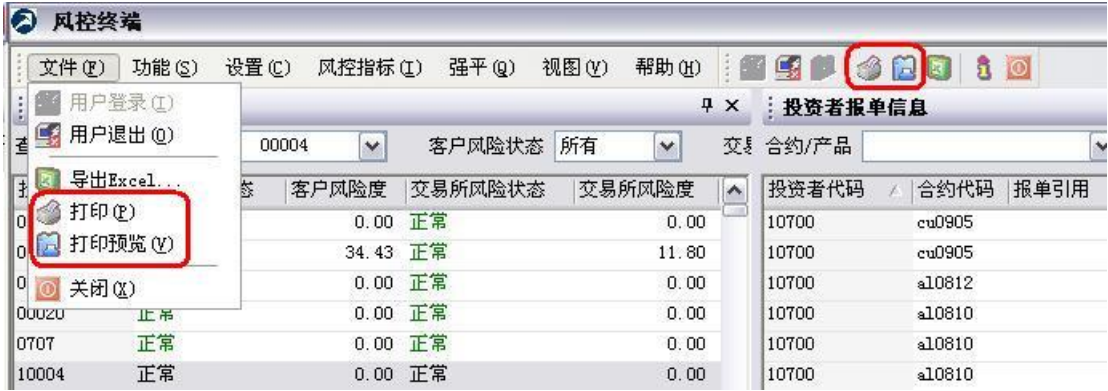 风控终端
文件(F) 功能(S) 设置(C) 风控指标(I) 强平(Q) 视图(V) 帮助(H)
用户登录(I)
用户退出(O)
导出Excel...
打印(P)
打印预览(V)
关闭(X)
投资者报单信息
查 00004 客户风险状态 所有 交易 合约/产品
态 客户风险度 交易所风险状态 交易所风险度 投资者代码 合约代码 报单引用
0 0.00 正常 0.00 10700 cu0905
0 34.43 正常 11.80 10700 cu0905
0 0.00 正常 0.00 10700 al0812
00020 正常 0.00 正常 0.00 10700 al0810
0707 正常 0.00 正常 0.00 10700 al0810
10004 正常 0.00 正常 0.00 10700 al0810